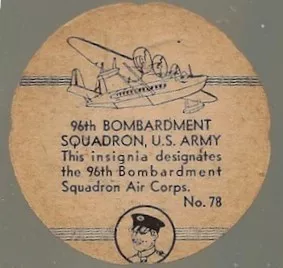 96th BOMBARDMENT
SQUADRON, U.S. ARMY
This insignia designates
the 96th Bombardment
Squadron Air Corps.
No. 78